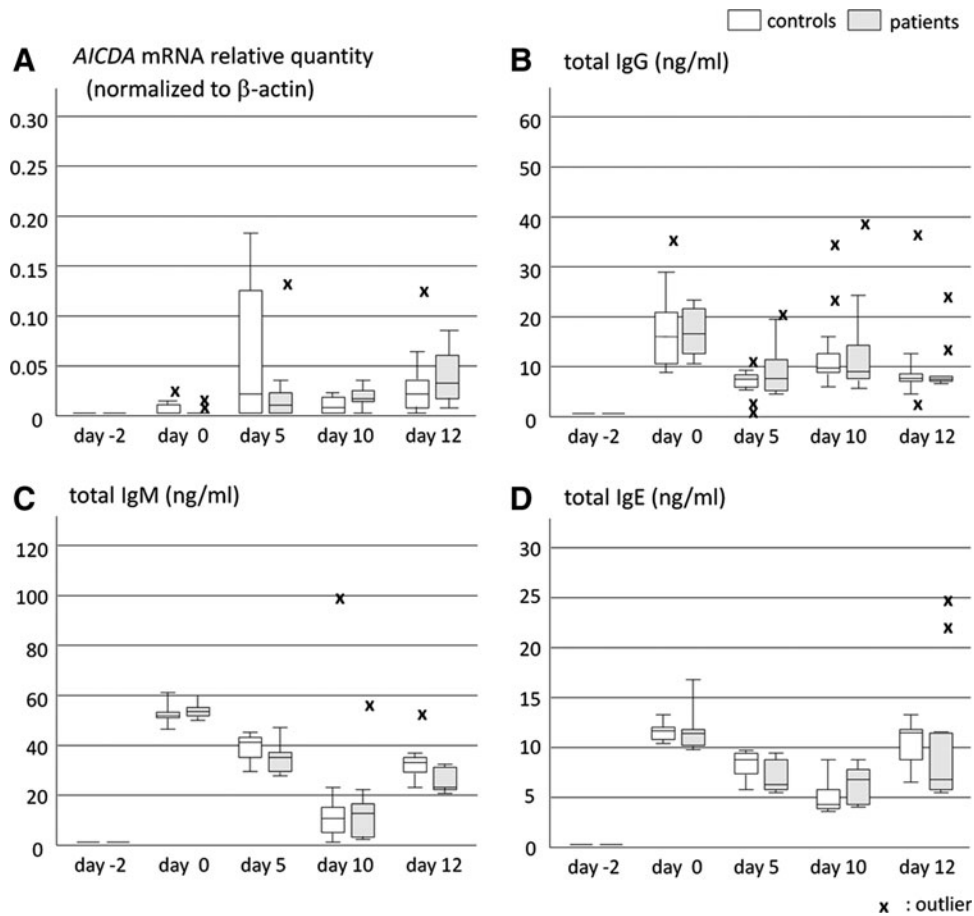 controls patients
A AICDA mRNA relative quantity
(normalized to β-actin)
0.30
0.25
0.20
0.15
0.10
0.05
0
day -2 day 0 day 5 day 10 day 12
B total IgG (ng/ml)
60
50
40
30
20
10
0
day -2 day 0 day 5 day 10 day 12
C total IgM (ng/ml)
120
100
80
60
40
20
0
day -2 day 0 day 5 day 10 day 12
D total IgE (ng/ml)
30
25
20
15
10
5
0
day -2 day 0 day 5 day 10 day 12
x : outlier